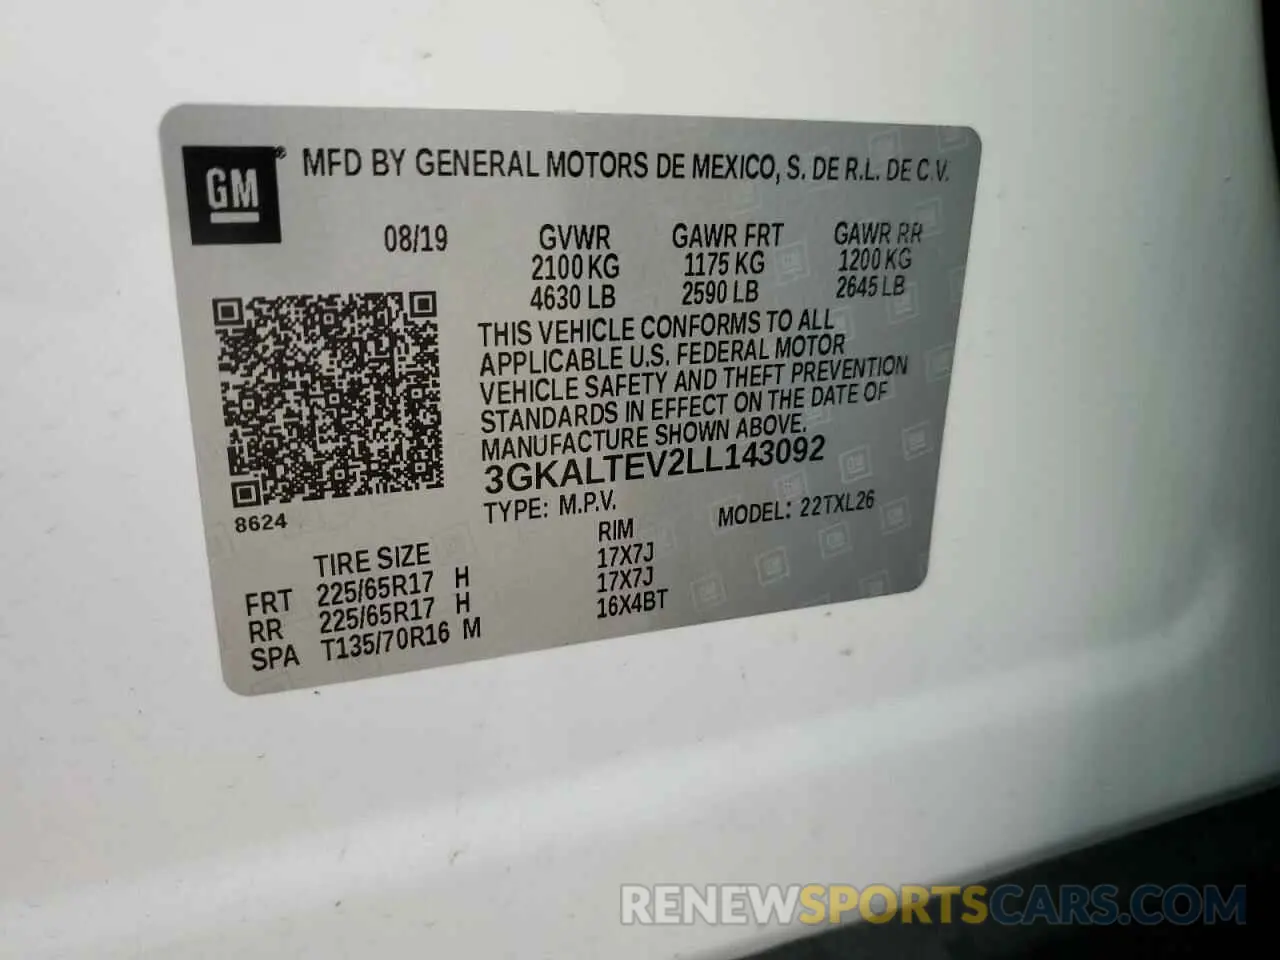 GM® MFD BY GENERAL MOTORS DE MEXICO, S. DE R.L. DE C.V.
08/19 GVWR GAWR FRT GAWR RR
2100 KG 1175 KG 1200 KG
4630 LB 2590 LB 2645 LB
THIS VEHICLE CONFORMS TO ALL
APPLICABLE U.S. FEDERAL MOTOR
VEHICLE SAFETY AND THEFT PREVENTION
STANDARDS IN EFFECT ON THE DATE OF
MANUFACTURE SHOWN ABOVE.
3GKALTEV2LL143092
8624 TYPE: M.P.V. MODEL: 22TXL26
TIRE SIZE RIM
FRT 225/65R17 H 17X7J
RR 225/65R17 H 17X7J
SPA T135/70R16 M 16X4BT
RENEWSPORTSCARS.COM